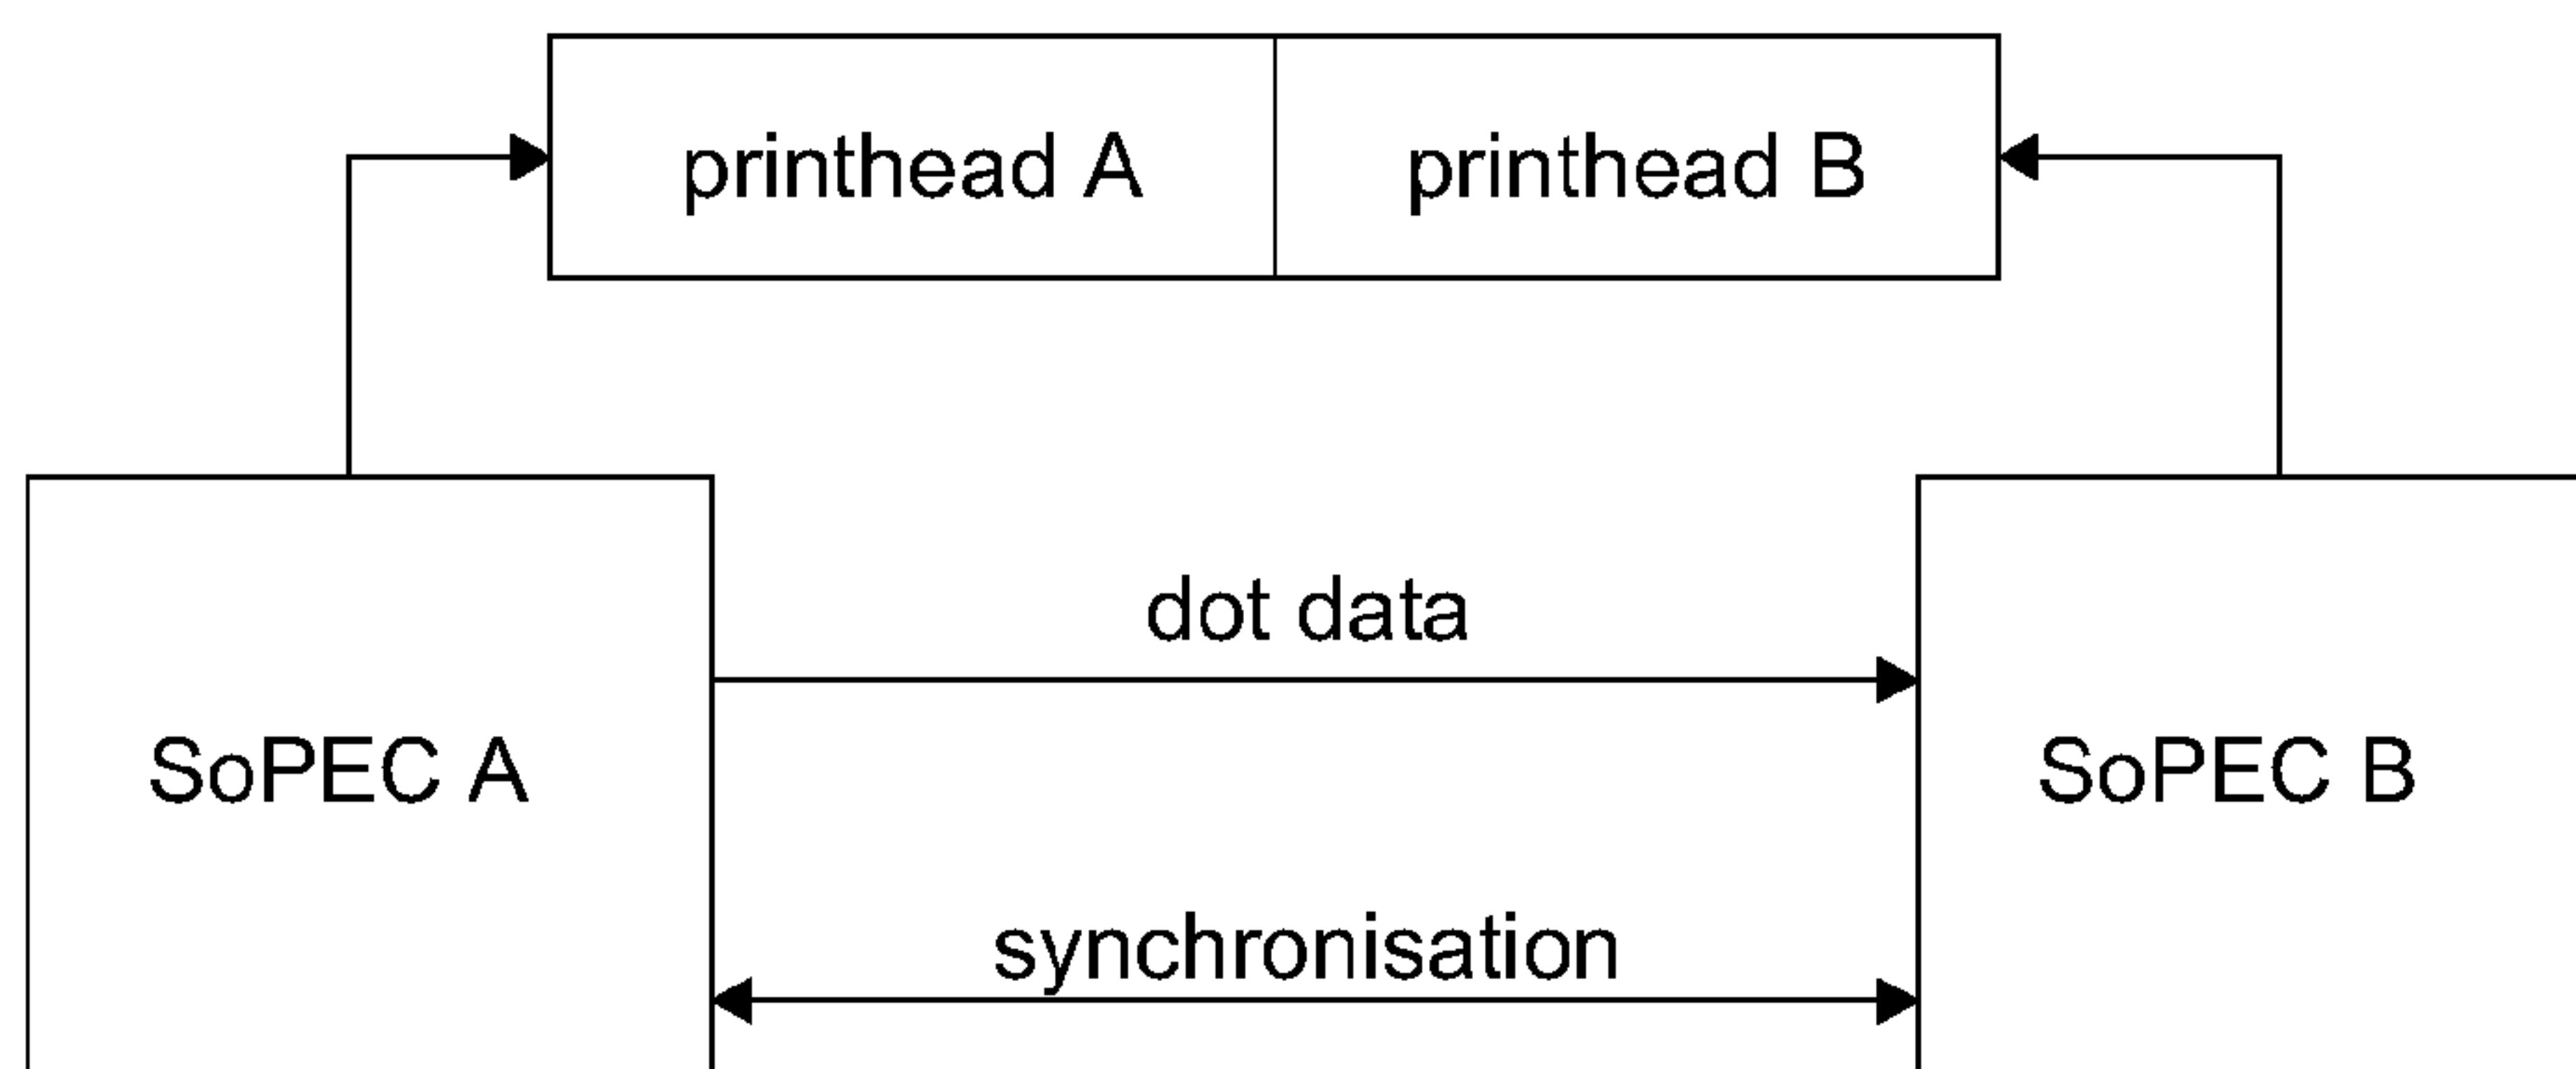 printhead A
printhead B
dot data
SoPEC A
SoPEC B
synchronisation